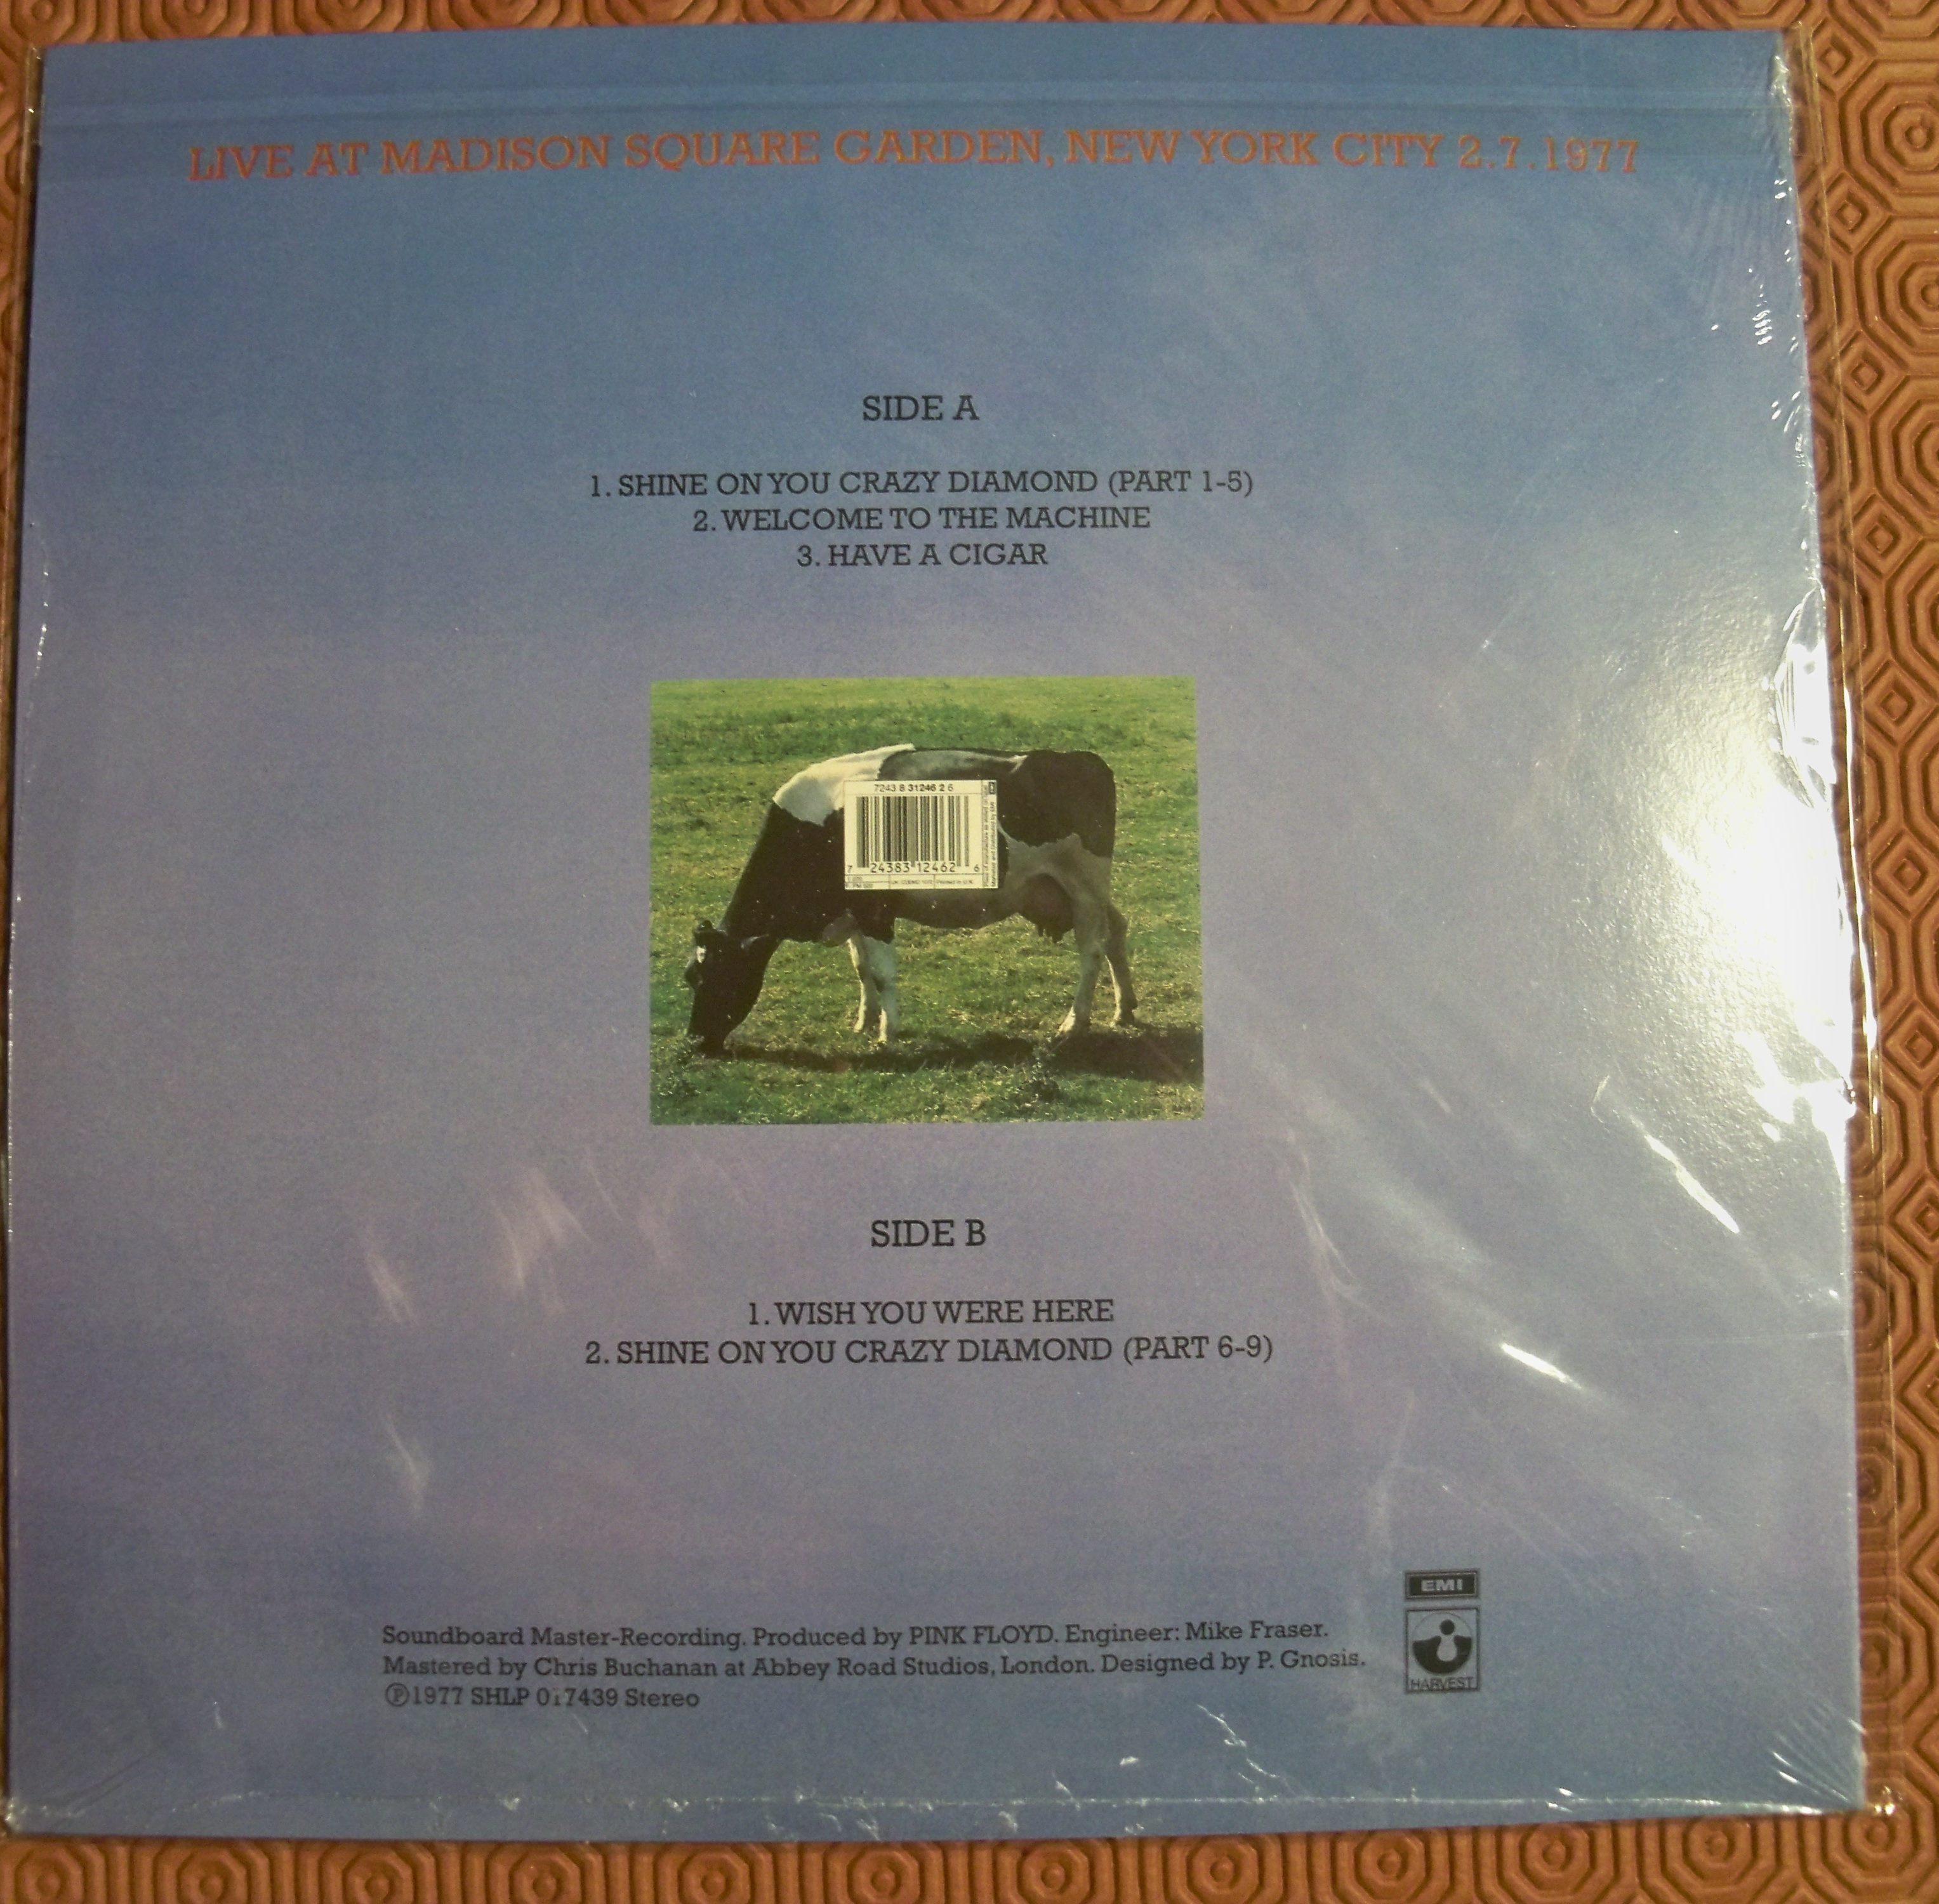 LIVE AT MADISON SQUARE GARDEN, NEW YORK CITY 2.7.1977
SIDE A
1. SHINE ON YOU CRAZY DIAMOND (PART 1-5)
2. WELCOME TO THE MACHINE
3. HAVE A CIGAR
7243 8 31246 2 6
7 24383 12462 6
SIDE B
1. WISH YOU WERE HERE
2. SHINE ON YOU CRAZY DIAMOND (PART 6-9)
EMI
HARVEST
Soundboard Master-Recording. Produced by PINK FLOYD. Engineer: Mike Fraser.
Mastered by Chris Buchanan at Abbey Road Studios, London. Designed by P. Gnosis.
Ⓟ1977 SHLP 017439 Stereo